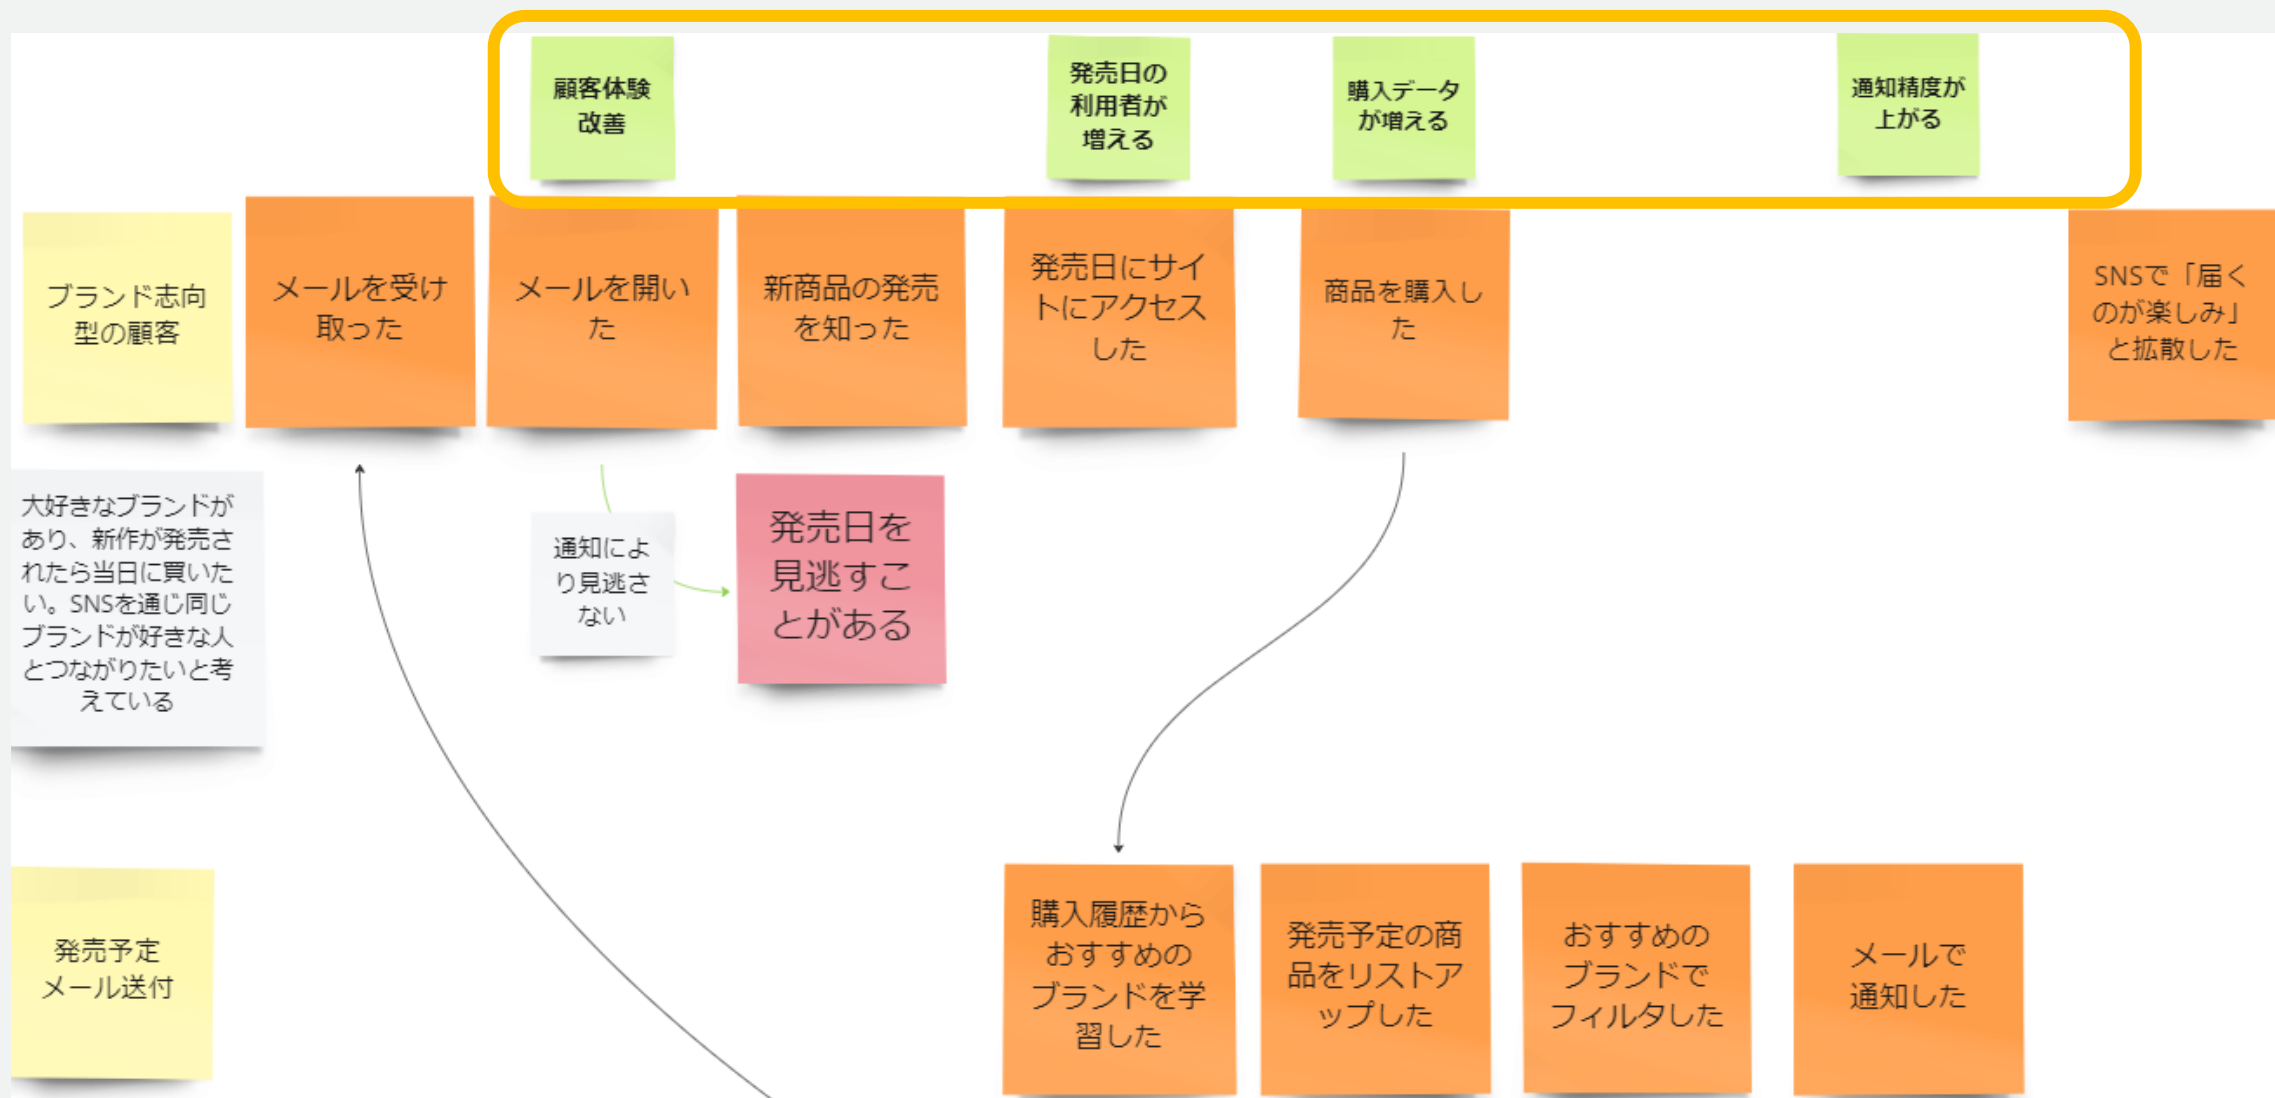 顧客体験
改善
発売日の
利用者が
増える
購入データ
が増える
通知精度が
上がる
ブランド志向
型の顧客
メールを受け
取った
メールを開い
た
新商品の発売
を知った
発売日にサイ
トにアクセス
した
商品を購入し
た
SNSで「届く
のが楽しみ」
と拡散した
大好きなブランドが
あり、新作が発売さ
れたら当日に買いた
い。SNSを通じ同じ
ブランドが好きな人
とつながりたいと考
えている
通知によ
り見逃さ
ない
発売日を
見逃すこ
とがある
発売予定
メール送付
購入履歴から
おすすめの
ブランドを学
習した
発売予定の商
品をリストア
ップした
おすすめの
ブランドで
フィルタした
メールで
通知した